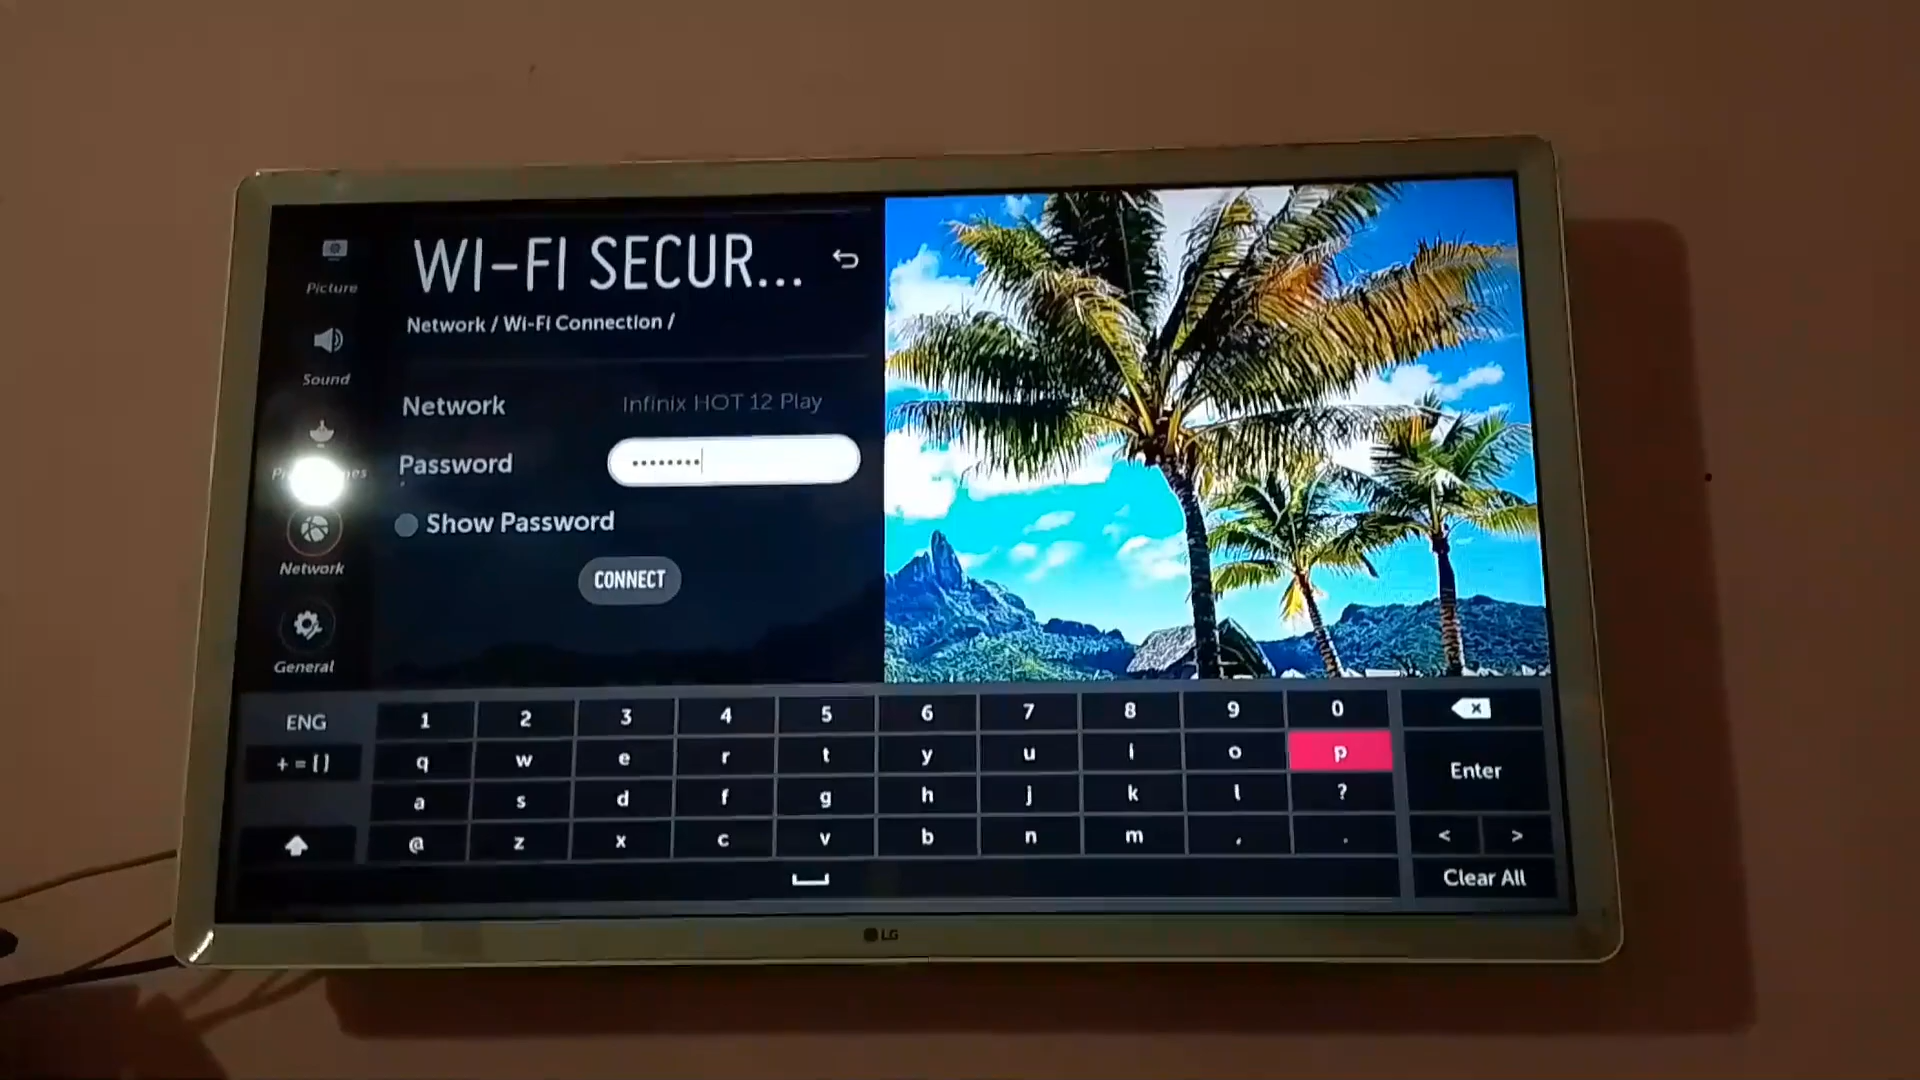 WI-FI SECUR...
Network / Wi-Fi Connection /
Picture
Sound
Network
General
Network Infinix HOT 12 Play
Password ••••••••
Show Password
CONNECT
ENG 1 2 3 4 5 6 7 8 9 0
+ = [ ] q w e r t y u i o p Enter
a s d f g h j k l ?
@ z x c v b n m , . < >
Clear All
LG